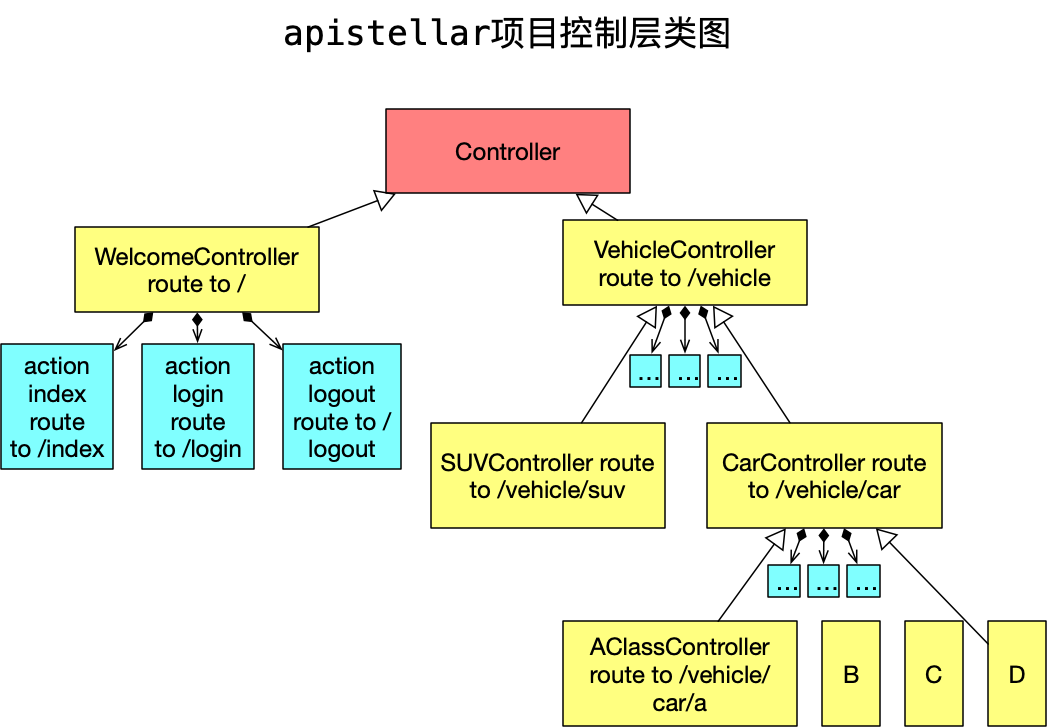 apistellar项目控制层类图
Controller
WelcomeController
route to /
VehicleController
route to /vehicle
action
index
route
to /index
action
login
route
to /login
action
logout
route to /
logout
...
...
...
SUVController route
to /vehicle/suv
CarController route
to /vehicle/car
...
...
...
AClassController
route to /vehicle/
car/a
B
C
D